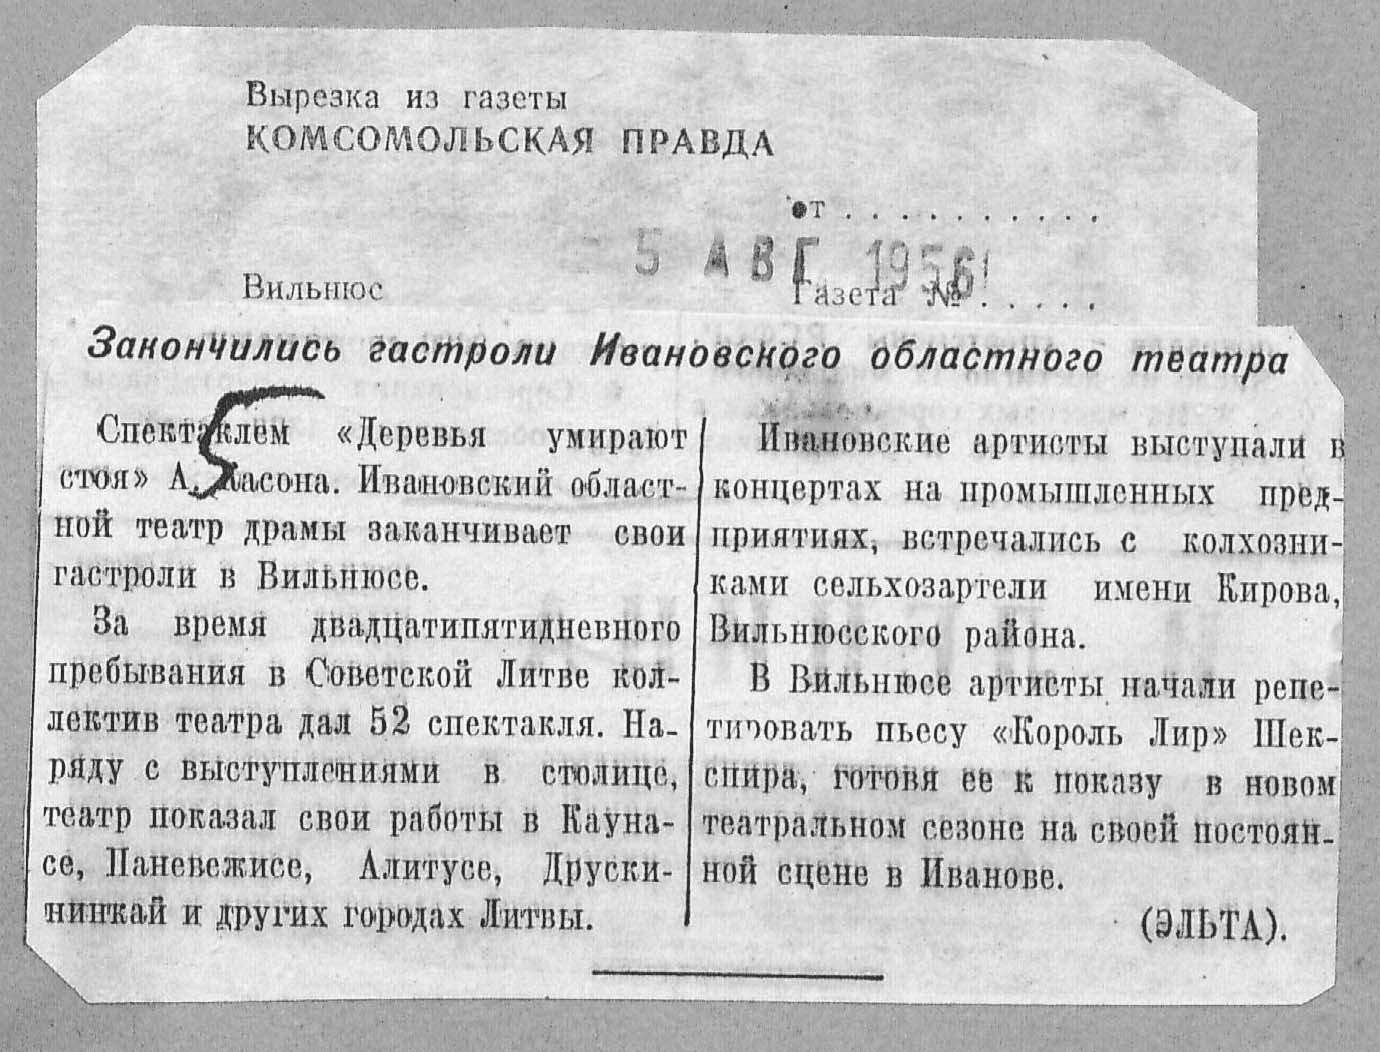 Вырезка из газеты
КОМСОМОЛЬСКАЯ ПРАВДА
от . . . . . . . . . . .
5 АВГ 1956
Вильнюс
Газета № . . . . .
Закончились гастроли Ивановского областного театра
Спектаклем «Деревья умирают
стоя» А. Касона. Ивановский област-
ной театр драмы заканчивает свои
гастроли в Вильнюсе.
За время двадцатипятидневного
пребывания в Советской Литве кол-
лектив театра дал 52 спектакля. На-
ряду с выступлениями в столице,
театр показал свои работы в Кауна-
се, Паневежисе, Алитусе, Друски-
нинкай и других городах Литвы.
Ивановские артисты выступали в
концертах на промышленных пред-
приятиях, встречались с колхозни-
ками сельхозартели имени Кирова,
Вильнюсского района.
В Вильнюсе артисты начали репе-
тировать пьесу «Король Лир» Шек-
спира, готовя ее к показу в новом
театральном сезоне на своей постоян-
ной сцене в Иванове.
(ЭЛЬТА).